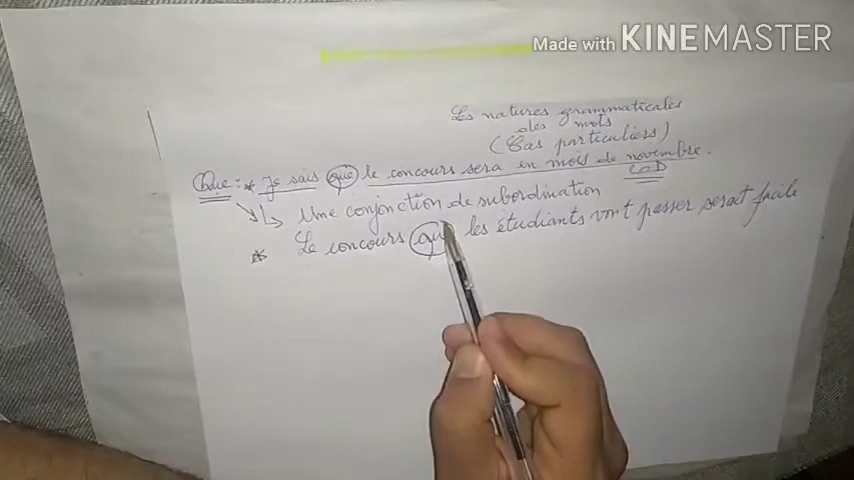 Made with KINEMASTER
Les natures grammaticales
des mots
(Cas particuliers)
Que : * Je sais que le concours sera en mois de novembre.
COD
Une conjonction de subordination
* Le concours qu les étudiants vont passer serait facile